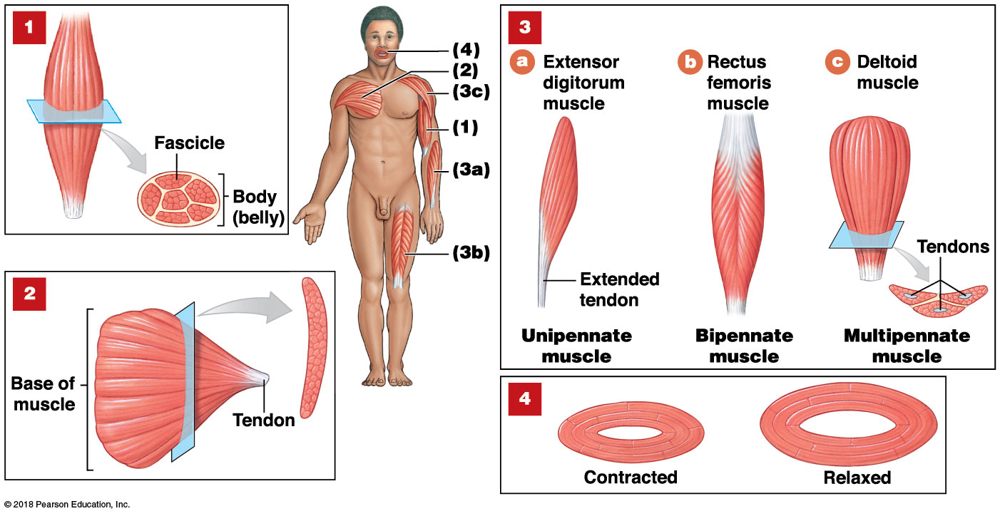 1
Fascicle
Body
(belly)
2
Base of
muscle
Tendon
(4)
(2)
(3c)
(1)
(3a)
(3b)
3
a Extensor
digitorum
muscle
b Rectus
femoris
muscle
c Deltoid
muscle
Extended
tendon
Tendons
Unipennate
muscle
Bipennate
muscle
Multipennate
muscle
4
Contracted
Relaxed
© 2018 Pearson Education, Inc.